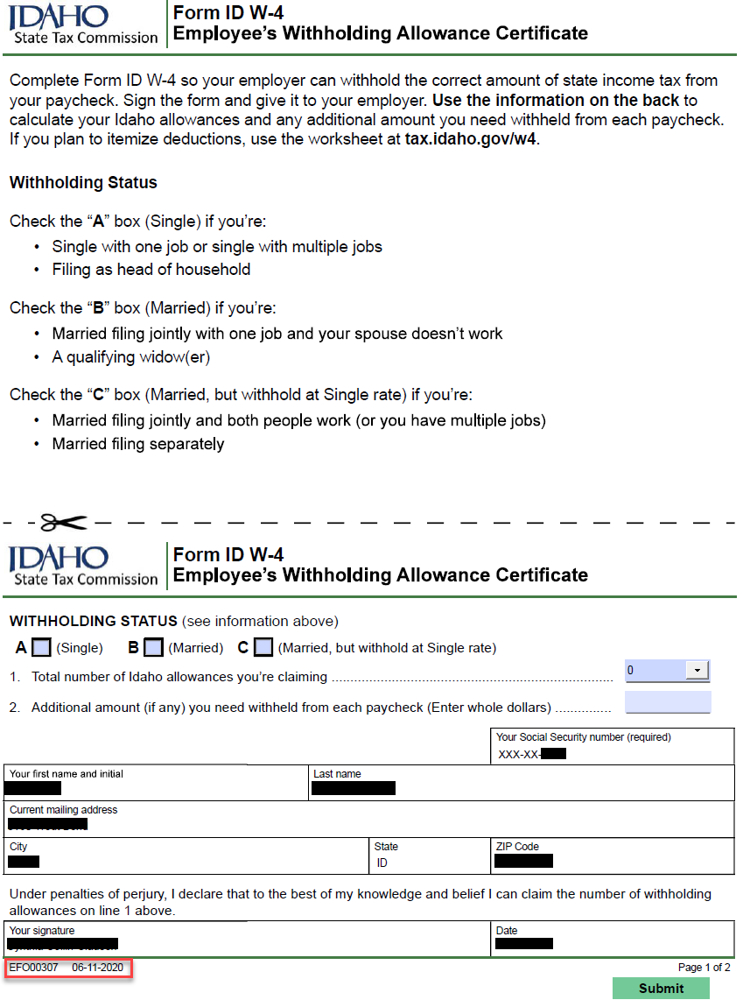 IDAHO
State Tax Commission
Form ID W-4
Employee's Withholding Allowance Certificate
Complete Form ID W-4 so your employer can withhold the correct amount of state income tax from
your paycheck. Sign the form and give it to your employer. Use the information on the back to
calculate your Idaho allowances and any additional amount you need withheld from each paycheck.
If you plan to itemize deductions, use the worksheet at tax.idaho.gov/w4.
Withholding Status
Check the “A” box (Single) if you're:
• Single with one job or single with multiple jobs
• Filing as head of household
Check the “B” box (Married) if you're:
• Married filing jointly with one job and your spouse doesn't work
• A qualifying widow(er)
Check the “C” box (Married, but withhold at Single rate) if you're:
• Married filing jointly and both people work (or you have multiple jobs)
• Married filing separately
IDAHO
State Tax Commission
Form ID W-4
Employee's Withholding Allowance Certificate
WITHHOLDING STATUS (see information above)
A (Single) B (Married) C (Married, but withhold at Single rate)
1. Total number of Idaho allowances you're claiming ........ 0
2. Additional amount (if any) you need withheld from each paycheck (Enter whole dollars) ...............
Your Social Security number (required)
XXX-XX-
Your first name and initial Last name
Current mailing address
City State ZIP Code
ID
Under penalties of perjury, I declare that to the best of my knowledge and belief I can claim the number of withholding
allowances on line 1 above.
Your signature Date
EFO00307 06-11-2020 Page 1 of 2
Submit